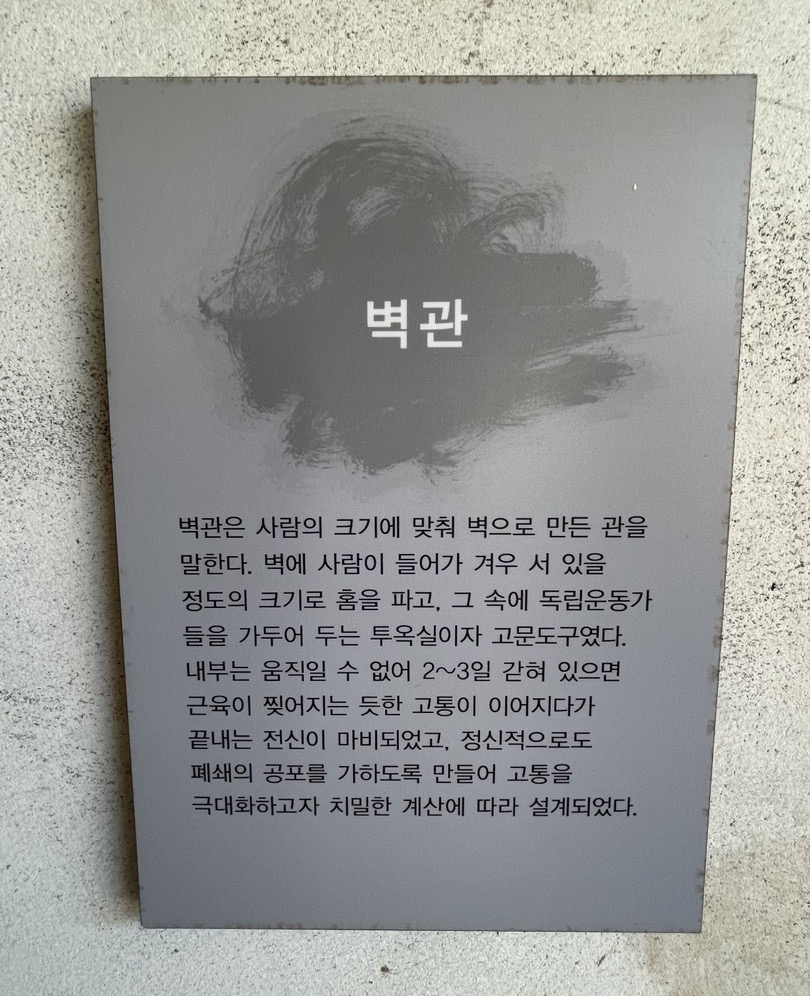 벽관
벽관은 사람의 크기에 맞춰 벽으로 만든 관을
말한다. 벽에 사람이 들어가 겨우 서 있을
정도의 크기로 홈을 파고, 그 속에 독립운동가
들을 가두어 두는 투옥실이자 고문도구였다.
내부는 움직일 수 없어 2~3일 갇혀 있으면
근육이 찢어지는 듯한 고통이 이어지다가
끝내는 전신이 마비되었고, 정신적으로도
폐쇄의 공포를 가하도록 만들어 고통을
극대화하고자 치밀한 계산에 따라 설계되었다.